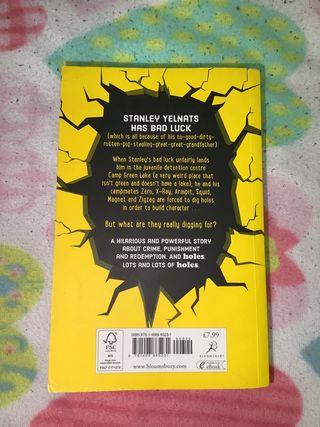 STANLEY YELNATS
HAS BAD LUCK
(which is all because of his no-good-dirty-
rotten-pig-stealing-great-great-grandfather)
When Stanley's bad luck unfairly lands
him in the juvenile detention centre
Camp Green Lake (a very weird place that
isn't green and doesn't have a lake), he and his
campmates Zero, X-Ray, Armpit, Squid,
Magnet and Zigzag are forced to dig holes
in order to build character . . .
But what are they really digging for?
A HILARIOUS AND POWERFUL STORY
ABOUT CRIME, PUNISHMENT
AND REDEMPTION. AND holes.
LOTS AND LOTS OF holes.
FSC
www.bloomsbury.com
£7.99
BLOOMSBURY
eBook